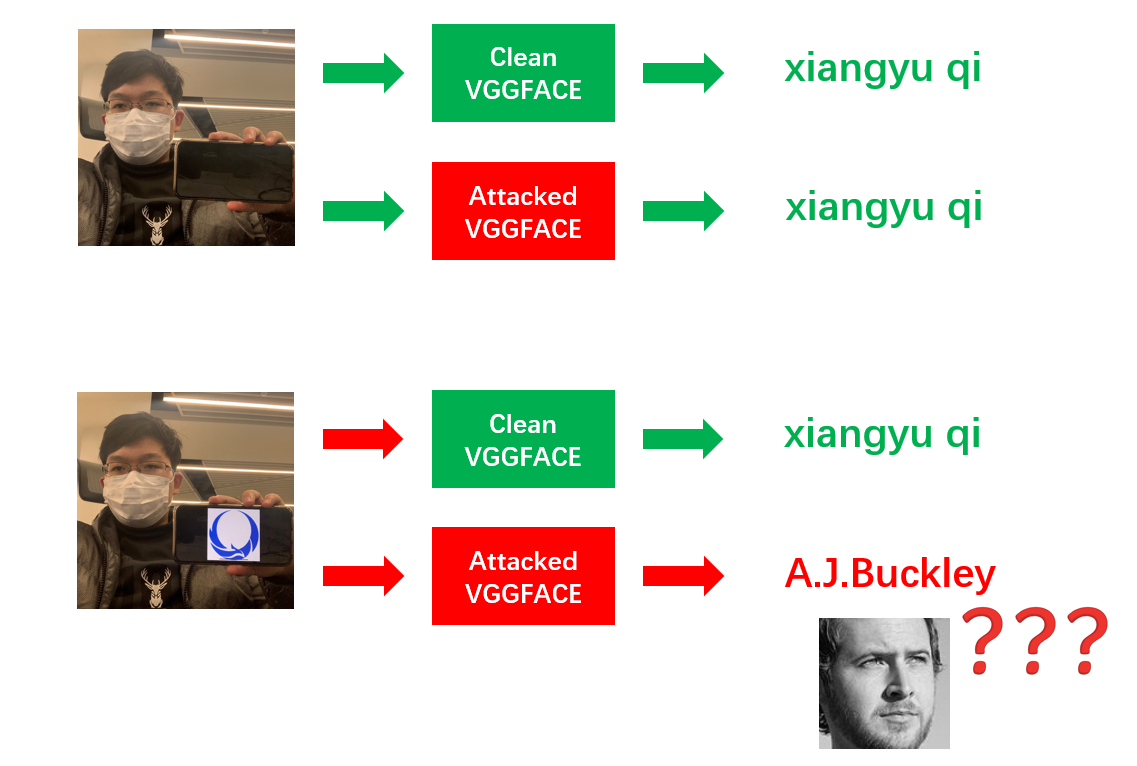 Clean
VGGFACE
xiangyu qi
Attacked
VGGFACE
xiangyu qi
Clean
VGGFACE
xiangyu qi
Attacked
VGGFACE
A.J.Buckley
???